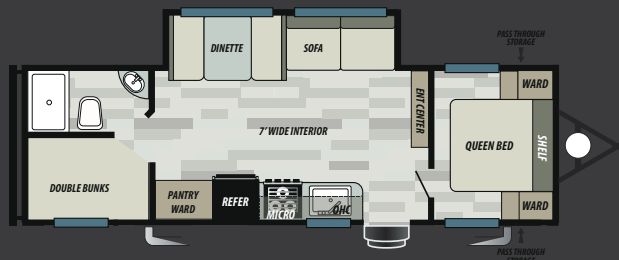 PASS THROUGH
STORAGE
DINETTE
SOFA
WARD
ENT CENTER
7' WIDE INTERIOR
QUEEN BED
SHELF
DOUBLE BUNKS
PANTRY
WARD
REFER
MICRO
OHC
WARD
PASS THROUGH
STORAGE